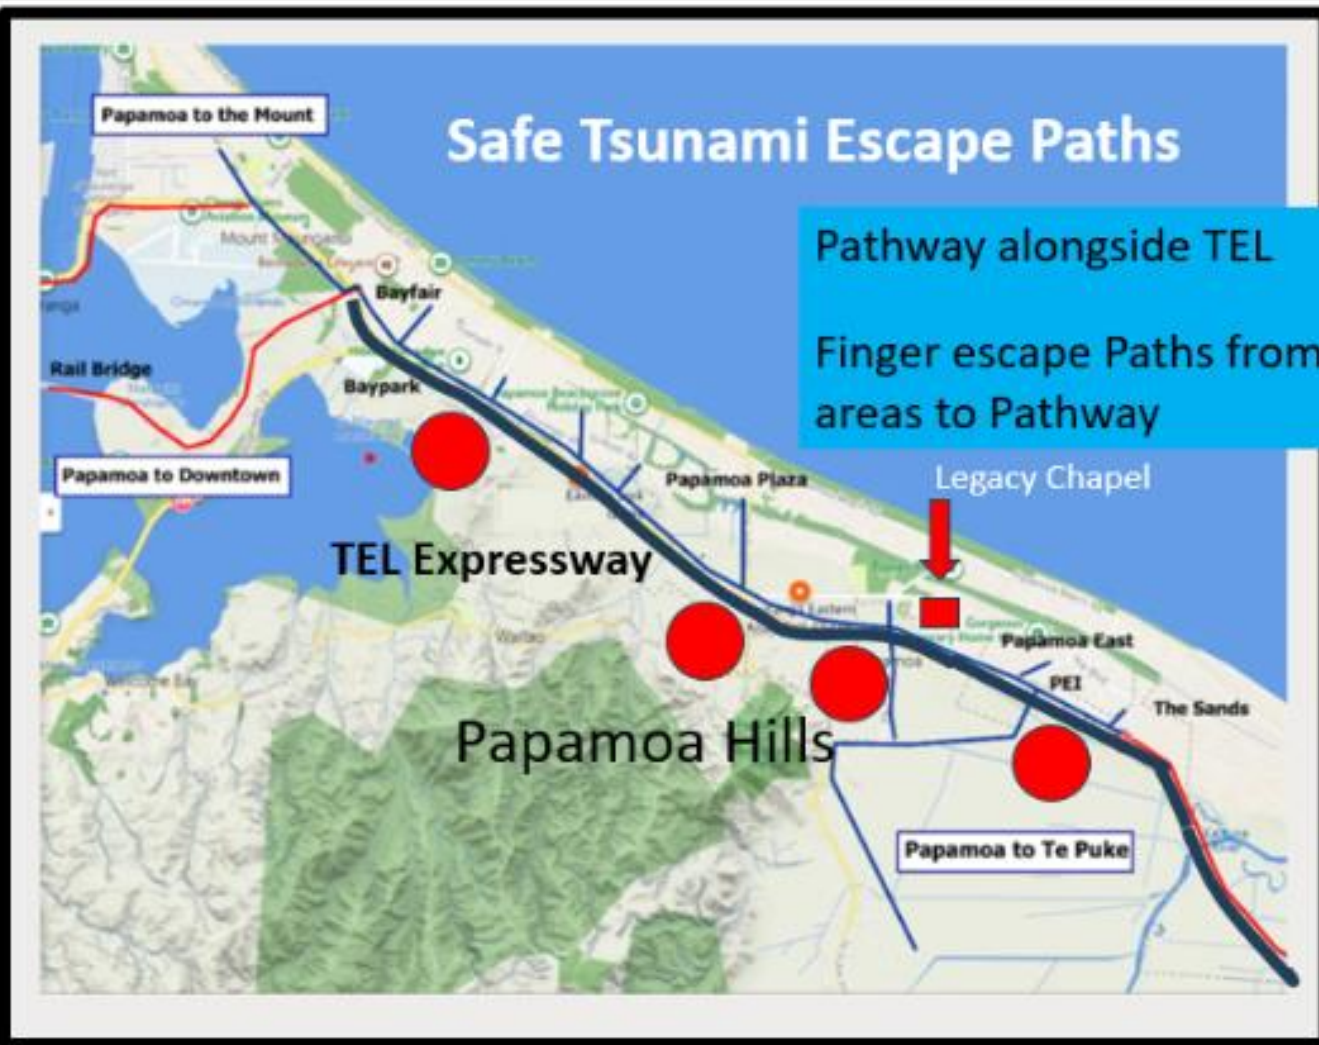 Papamoa to the Mount
Safe Tsunami Escape Paths
Pathway alongside TEL
Finger escape Paths from
areas to Pathway
Bayfair
Rail Bridge
Baypark
Papamoa to Downtown
Papamoa Plaza
Legacy Chapel
TEL Expressway
Papamoa East
PEI
The Sands
Papamoa Hills
Papamoa to Te Puke